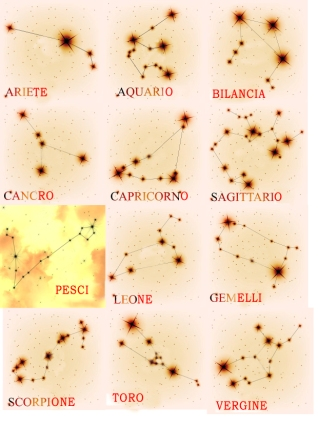 ARIETE
AQUARIO
BILANCIA
CANCRO
CAPRICORNO
SAGITTARIO
PESCI
LEONE
GEMELLI
SCORPIONE
TORO
VERGINE